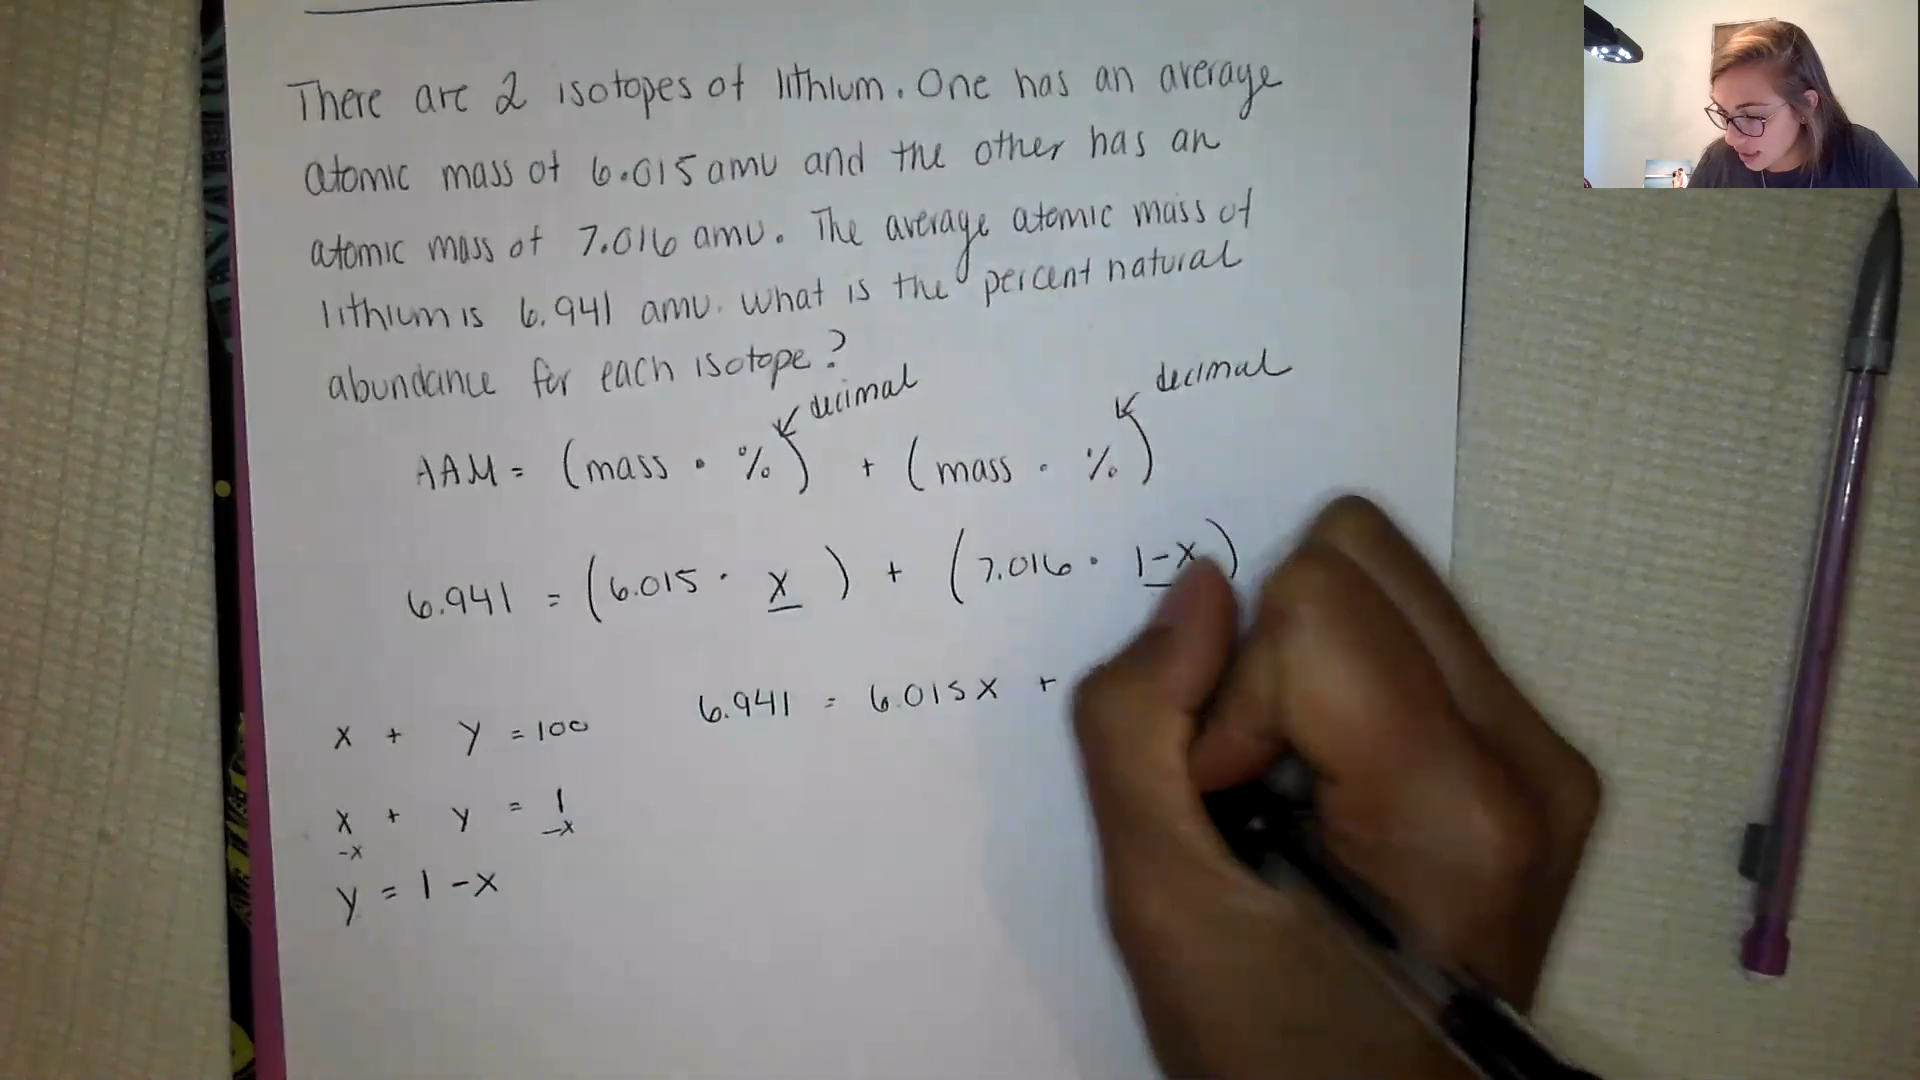 There are 2 isotopes of lithium. One has an average
atomic mass of 6.015 amu and the other has an
atomic mass of 7.016 amu. The average atomic mass of
lithium is 6.941 amu. What is the percent natural
abundance for each isotope?
decimal
decimal
AAM = (mass · %) + (mass · %)
6.941 = (6.015 · x) + (7.016 · 1-x)
6.941 = 6.015x +
x + y = 100
x + y = 1
-x -x
y = 1 - x